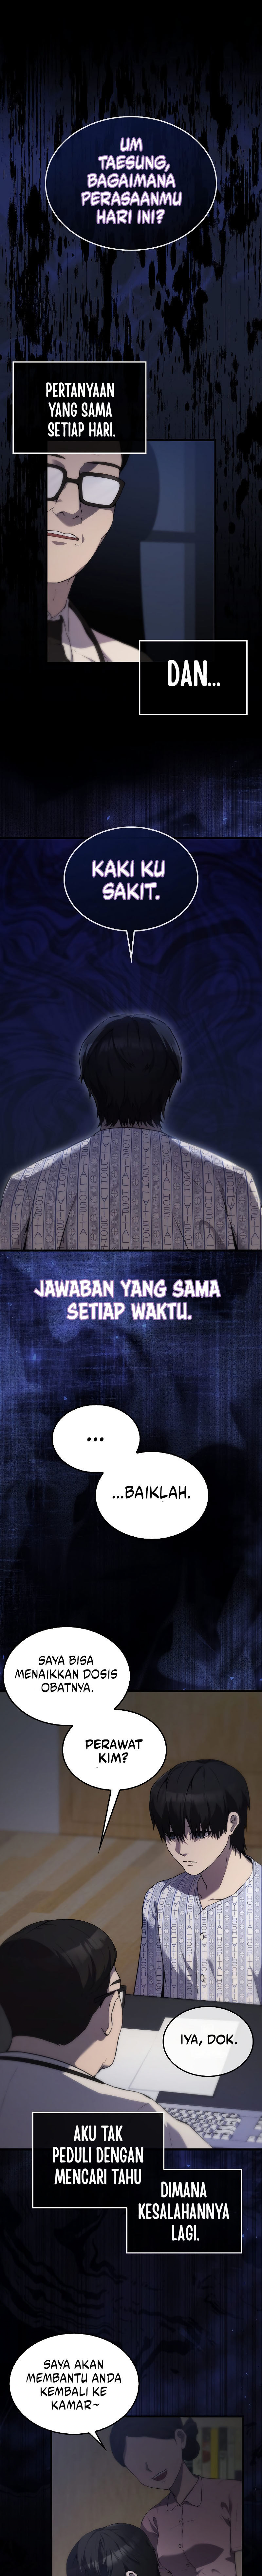 UM
TAESUNG,
BAGAIMANA
PERASAANMU
HARI INI?
PERTANYAAN
YANG SAMA
SETIAP HARI.
DAN...
KAKI KU
SAKIT.
JAWABAN YANG SAMA
SETIAP WAKTU.
...
...BAIKLAH.
SAYA BISA
MENAIKKAN DOSIS
OBATNYA.
PERAWAT
KIM?
IYA, DOK.
AKU TAK
PEDULI DENGAN
MENCARI TAHU
DIMANA
KESALAHANNYA
LAGI.
SAYA AKAN
MEMBANTU ANDA
KEMBALI KE
KAMAR~